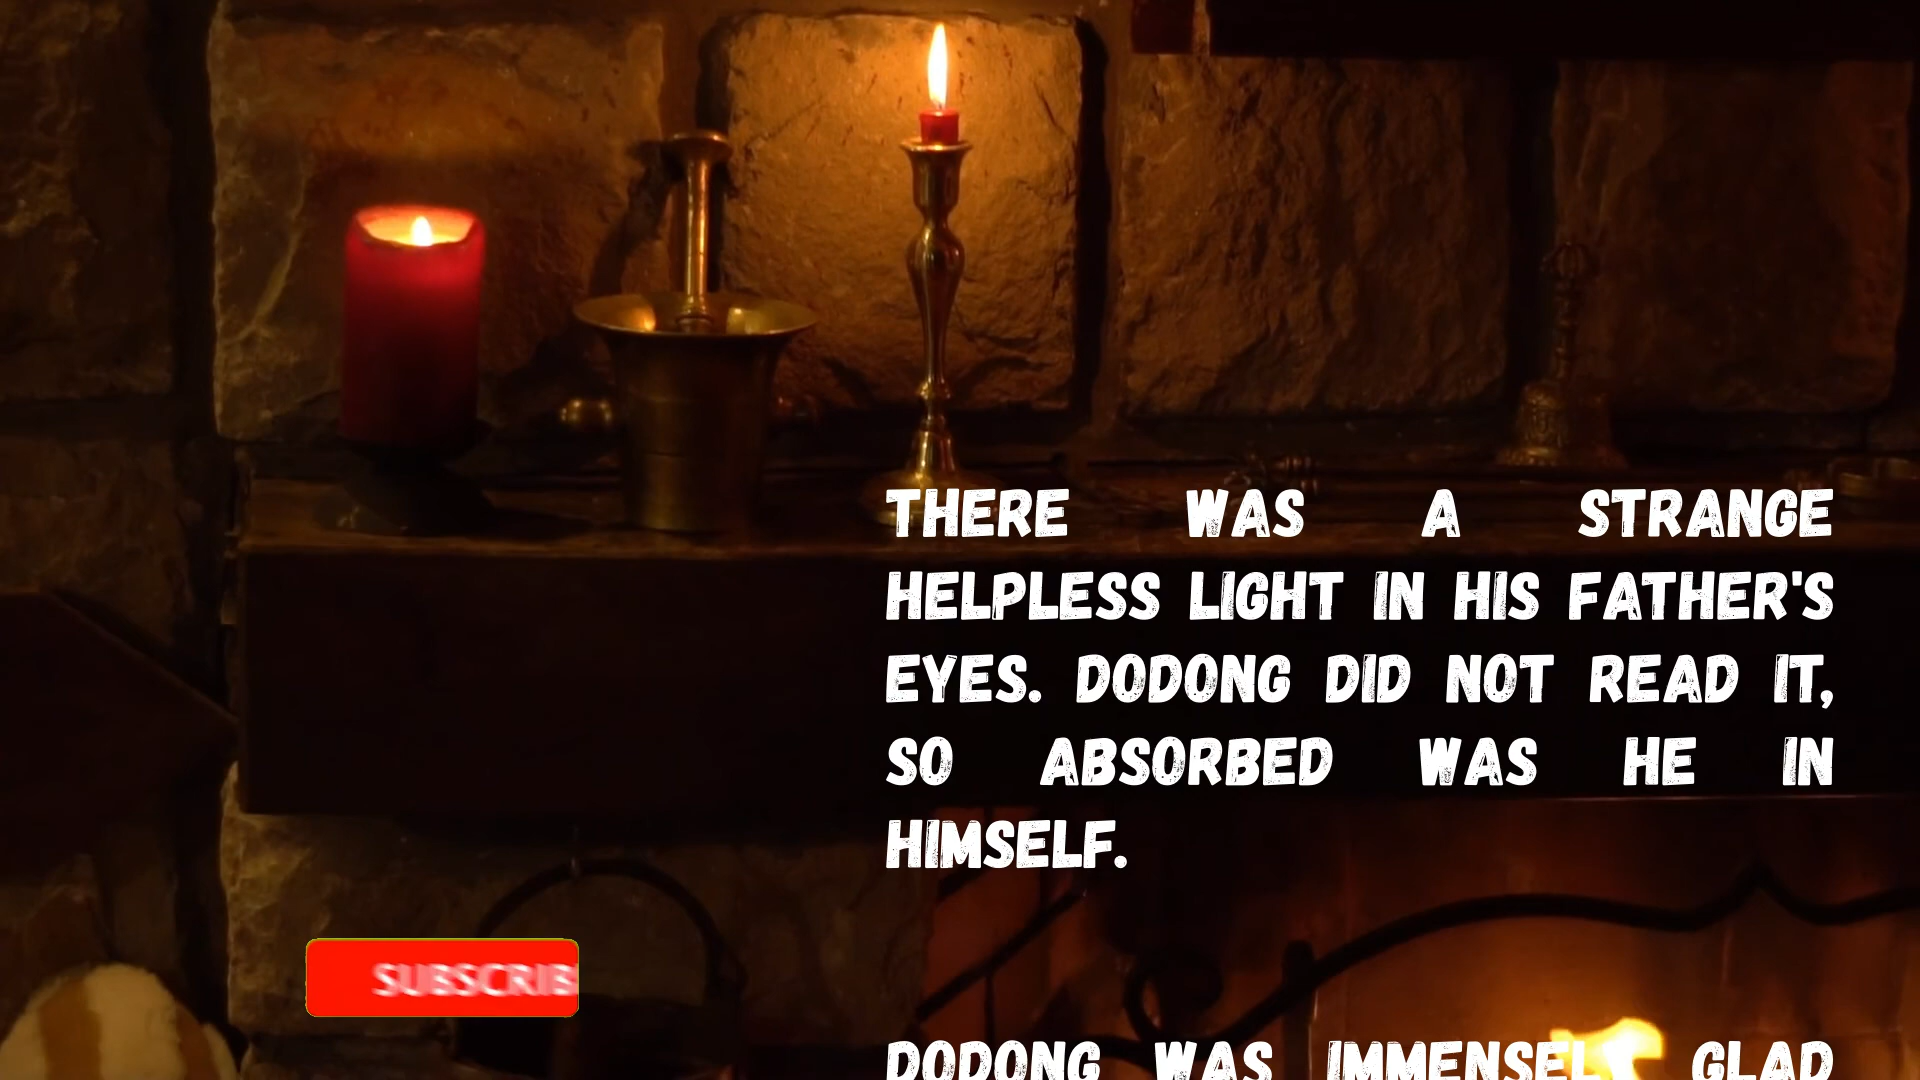 THERE WAS A STRANGE
HELPLESS LIGHT IN HIS FATHER'S
EYES. DODONG DID NOT READ IT,
SO ABSORBED WAS HE IN
HIMSELF.
SUBSCRIB
DODONG WAS IMMENSELY GLAD